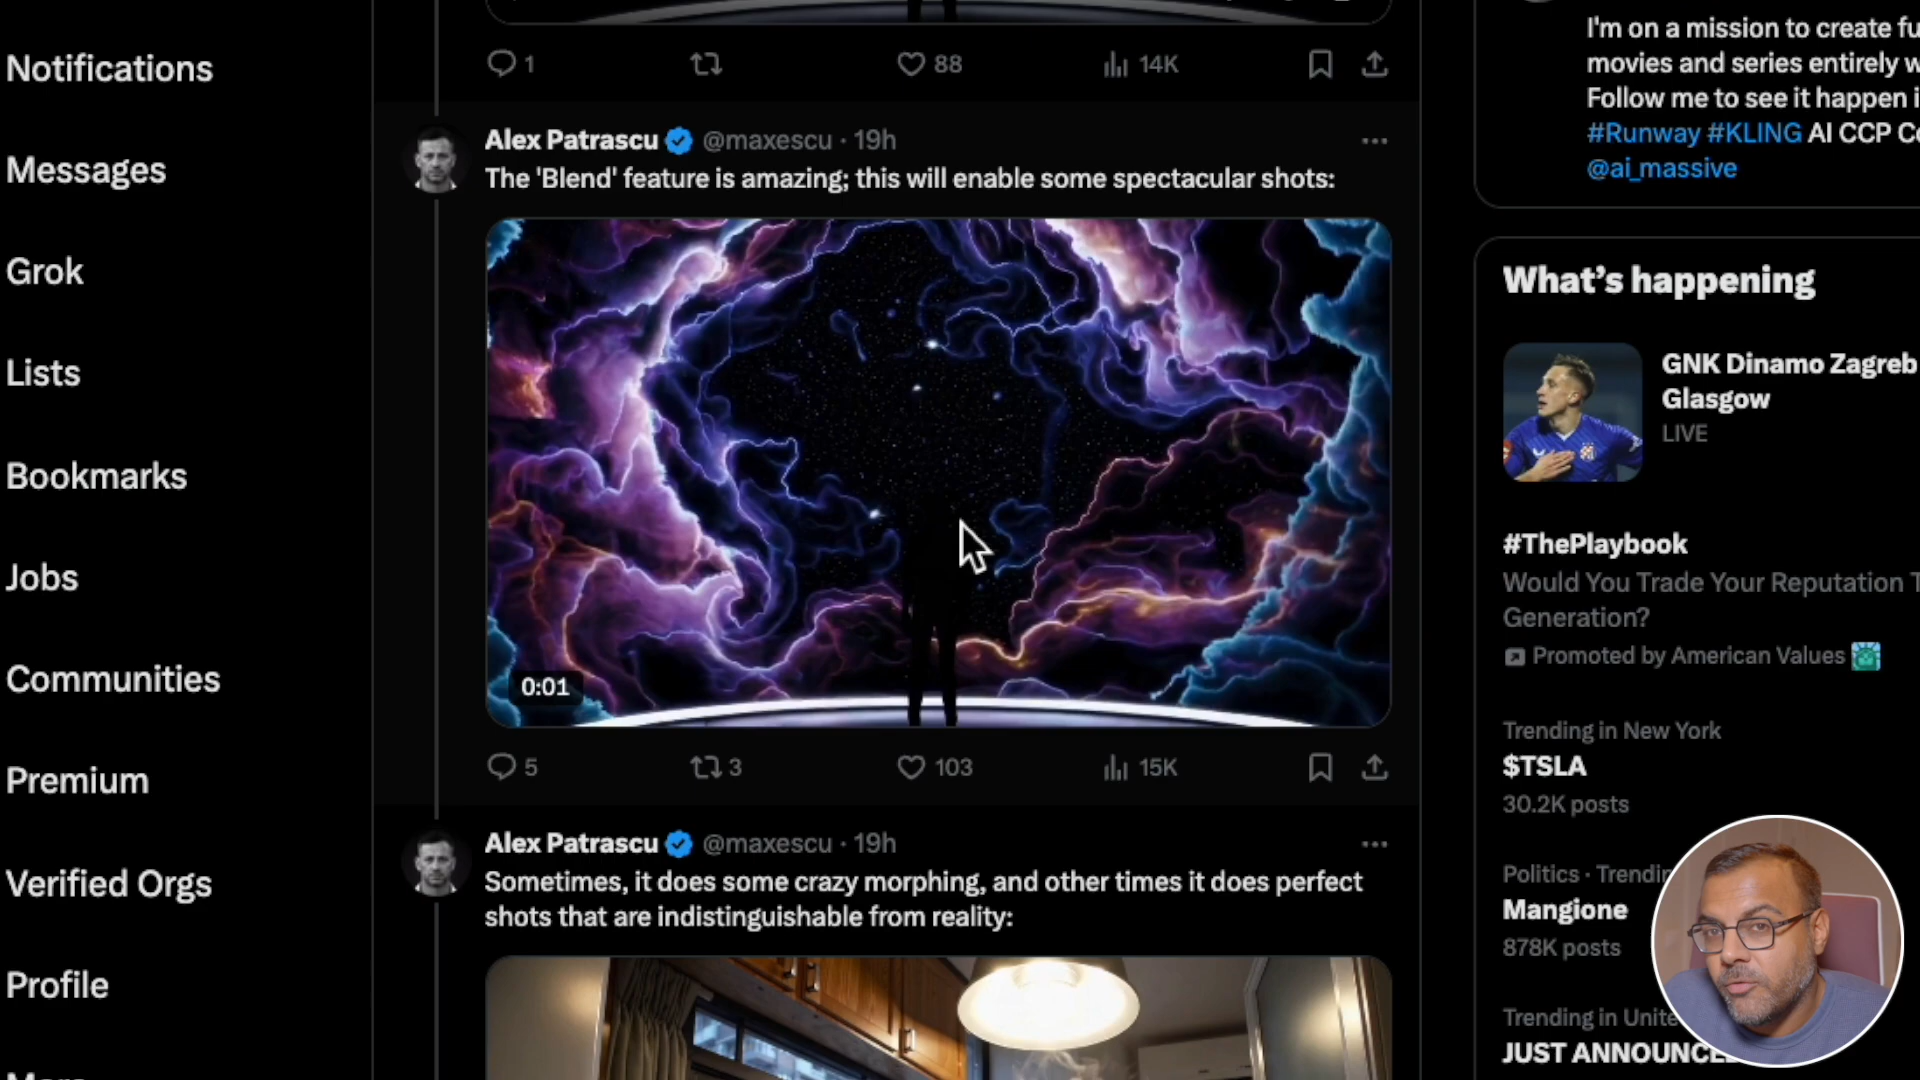 Notifications
Messages
Grok
Lists
Bookmarks
Jobs
Communities
Premium
Verified Orgs
Profile
1
88
14K
Alex Patrascu @maxescu · 19h
The 'Blend' feature is amazing; this will enable some spectacular shots:
0:01
5
3
103
15K
Alex Patrascu @maxescu · 19h
Sometimes, it does some crazy morphing, and other times it does perfect
shots that are indistinguishable from reality:
I'm on a mission to create fu
movies and series entirely w
Follow me to see it happen i
#Runway #KLING AI CCP Co
@ai_massive
What's happening
GNK Dinamo Zagreb
Glasgow
LIVE
#ThePlaybook
Would You Trade Your Reputation T
Generation?
Promoted by American Values
Trending in New York
$TSLA
30.2K posts
Politics · Trendin
Mangione
878K posts
Trending in Unite
JUST ANNOUNCE